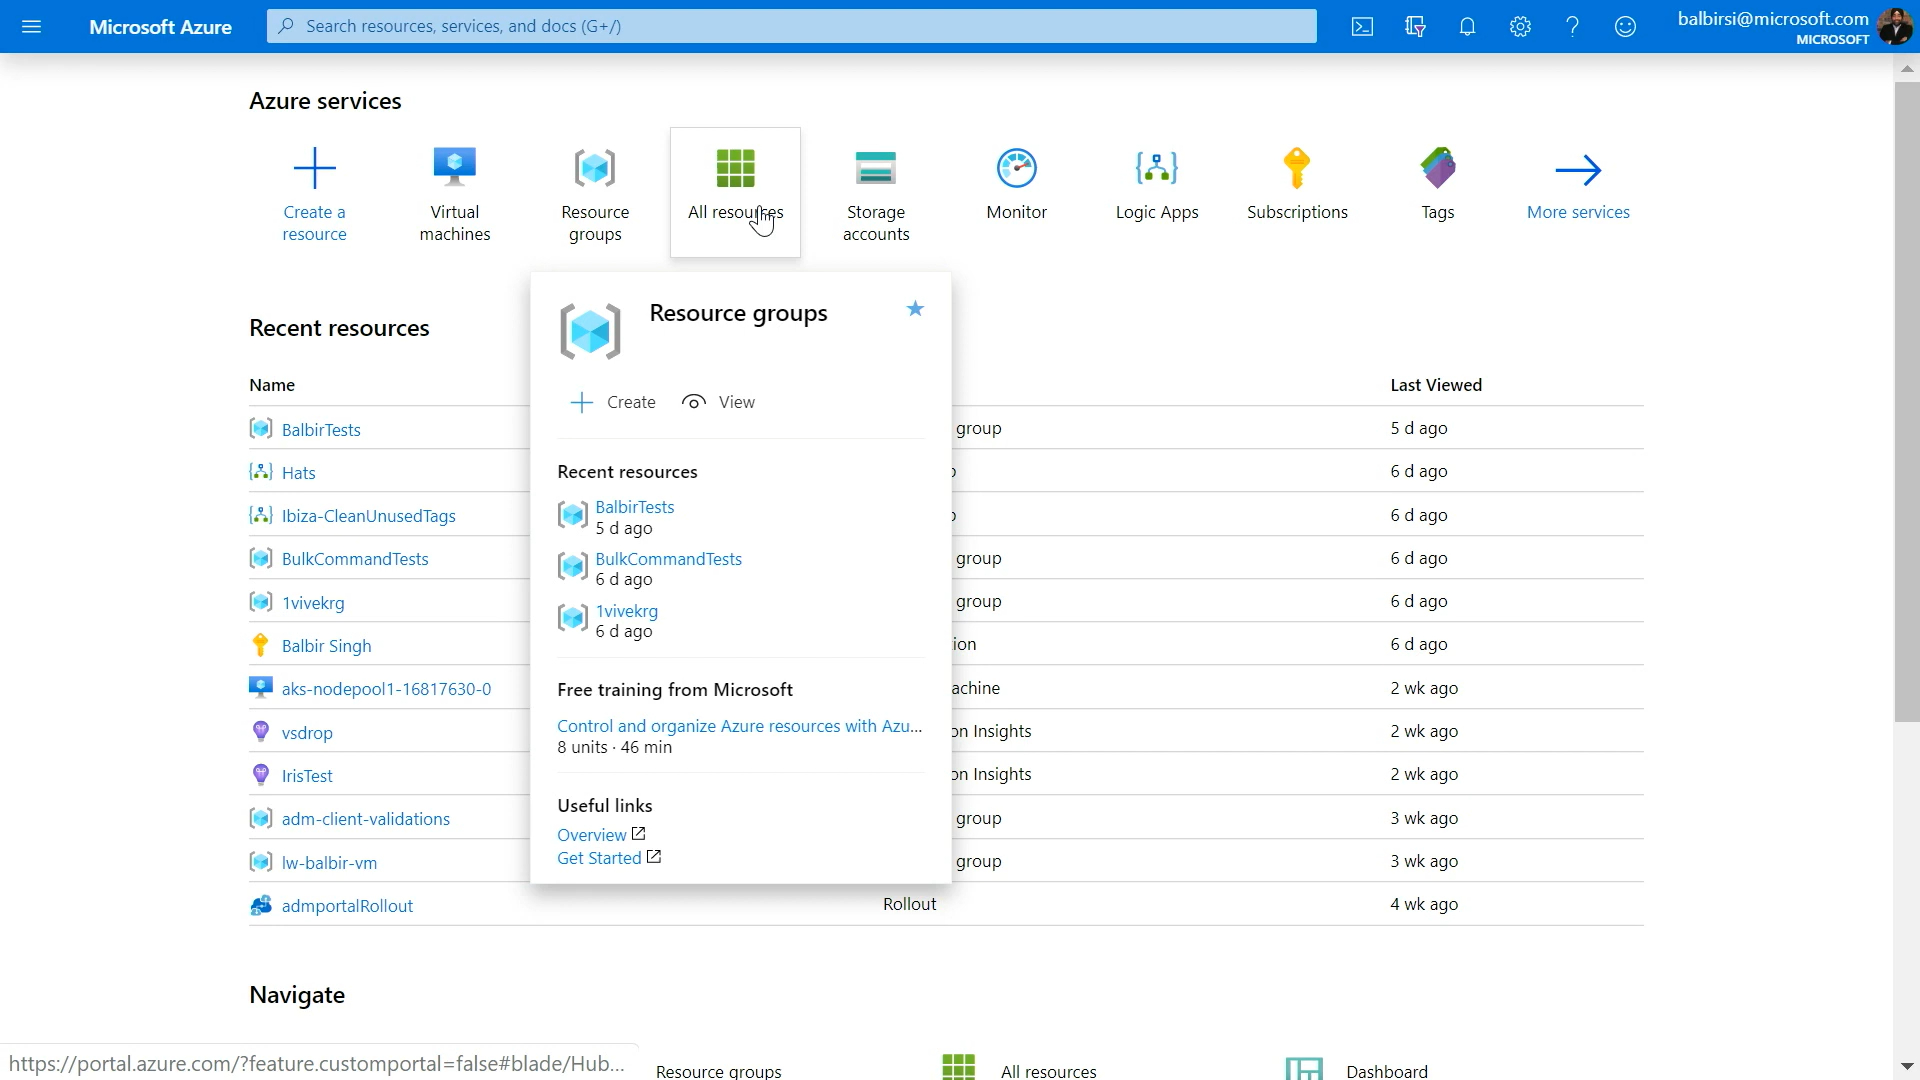 Microsoft Azure
Search resources, services, and docs (G+/)
balbirsi@microsoft.com
MICROSOFT
Azure services
Create a
resource
Virtual
machines
Resource
groups
All resources
Storage
accounts
Monitor
Logic Apps
Subscriptions
Tags
More services
Recent resources
Name
Last Viewed
BalbirTests
group
5 d ago
Hats
6 d ago
Ibiza-CleanUnusedTags
6 d ago
BulkCommandTests
group
6 d ago
1vivekrg
group
6 d ago
Balbir Singh
ion
6 d ago
aks-nodepool1-16817630-0
achine
2 wk ago
vsdrop
on Insights
2 wk ago
IrisTest
on Insights
2 wk ago
adm-client-validations
group
3 wk ago
lw-balbir-vm
group
3 wk ago
admportalRollout
Rollout
4 wk ago
Resource groups
Create
View
Recent resources
BalbirTests
5 d ago
BulkCommandTests
6 d ago
1vivekrg
6 d ago
Free training from Microsoft
Control and organize Azure resources with Azu...
8 units · 46 min
Useful links
Overview
Get Started
Navigate
Resource groups
All resources
Dashboard
https://portal.azure.com/?feature.customportal=false#blade/Hub...